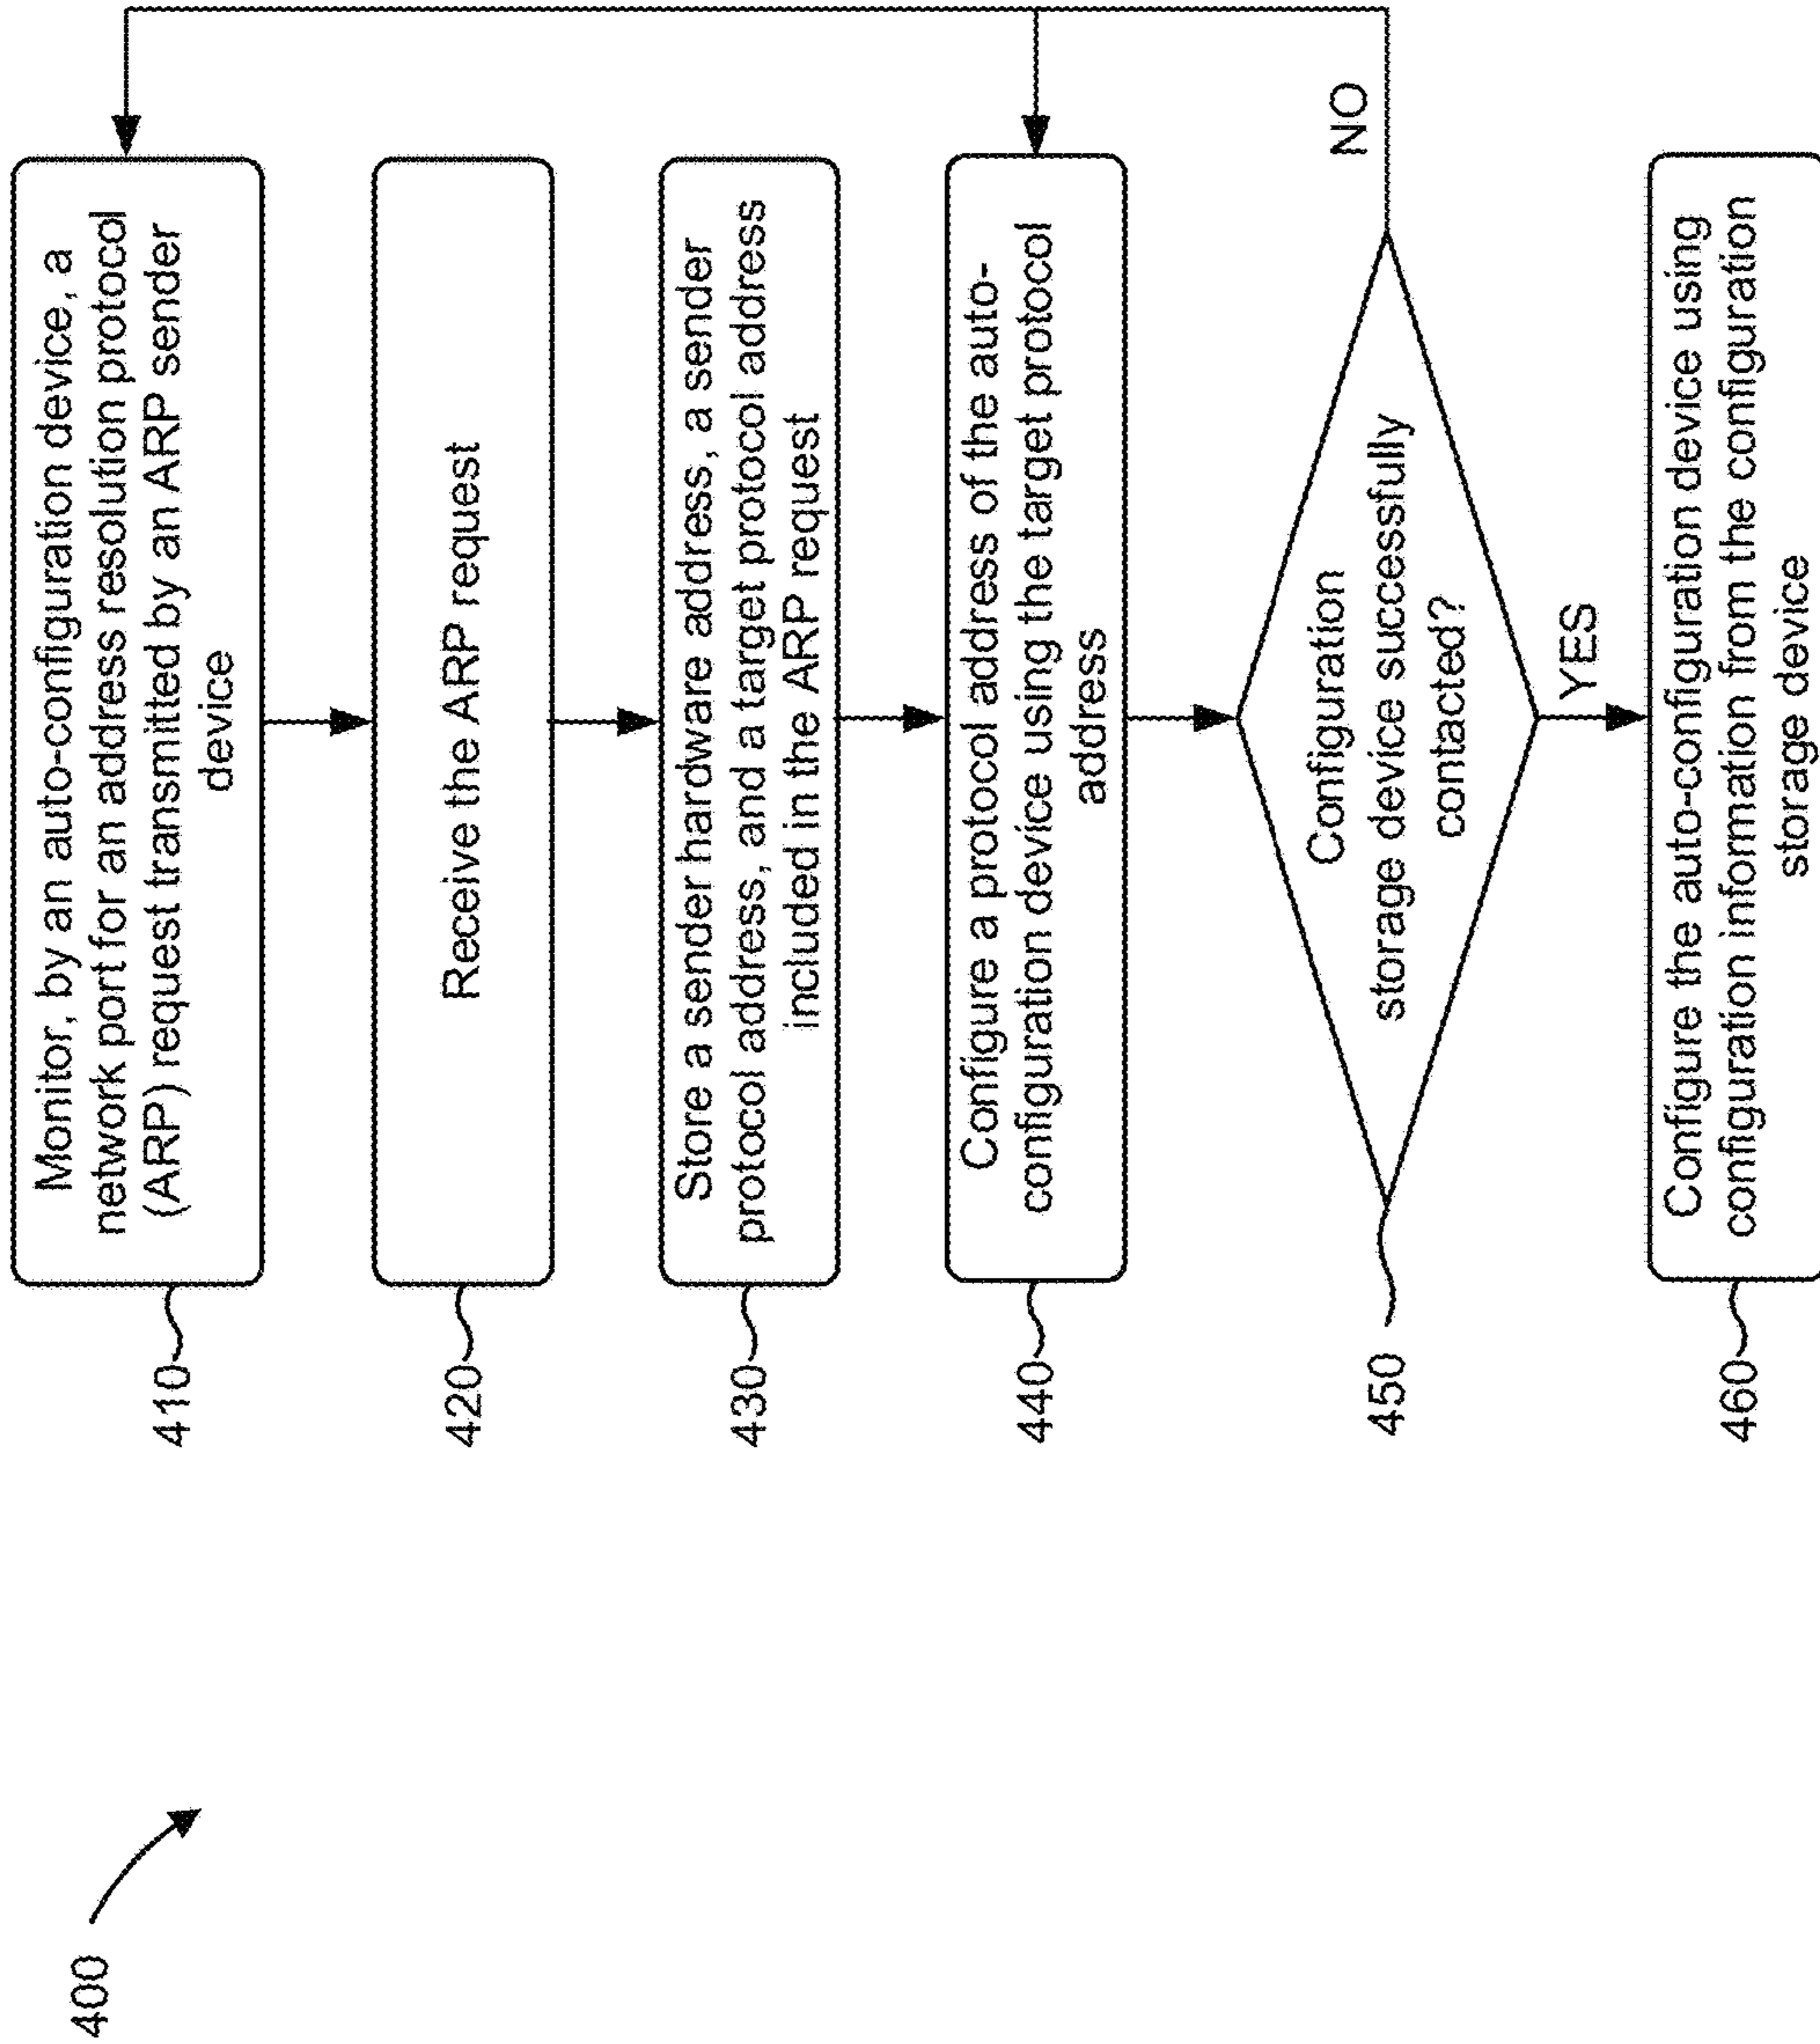 400
410
Monitor, by an auto-configuration device, a
network port for an address resolution protocol
(ARP) request transmitted by an ARP sender
device
420
Receive the ARP request
430
Store a sender hardware address, a sender
protocol address, and a target protocol address
included in the ARP request
440
Configure a protocol address of the auto-
configuration device using the target protocol
address
450
Configuration
storage device successfully
contacted?
NO
YES
460
Configure the auto-configuration device using
configuration information from the configuration
storage device